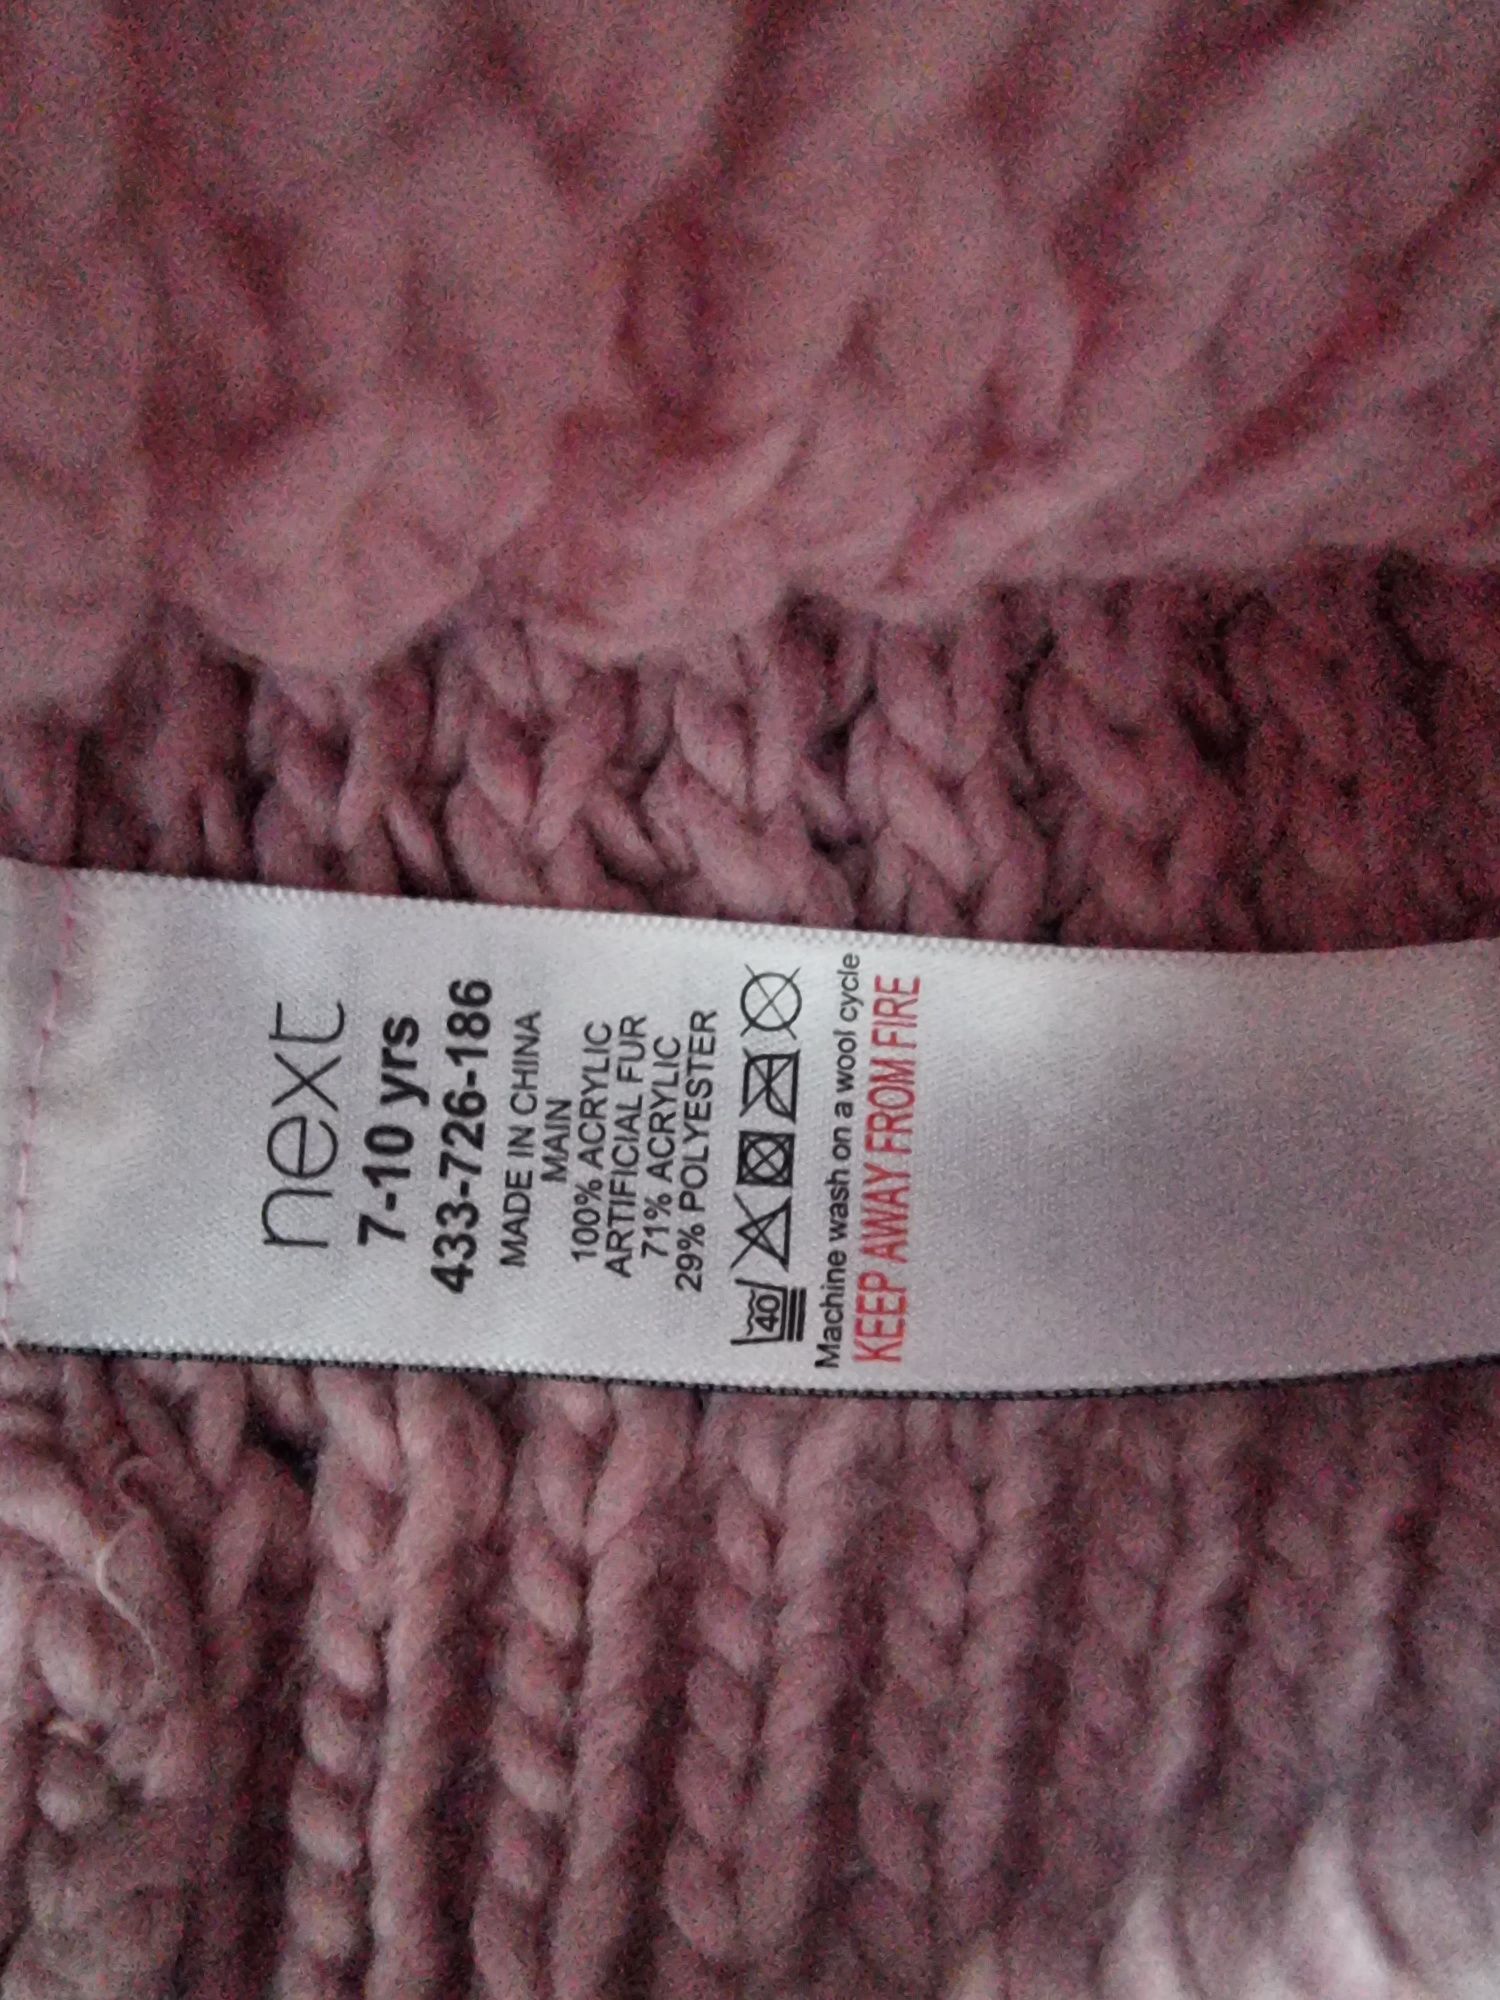 next
7-10 yrs
433-726-186
MADE IN CHINA
MAIN
100% ACRYLIC
ARTIFICIAL FUR
71% ACRYLIC
29% POLYESTER
40
Machine wash on a wool cycle
KEEP AWAY FROM FIRE